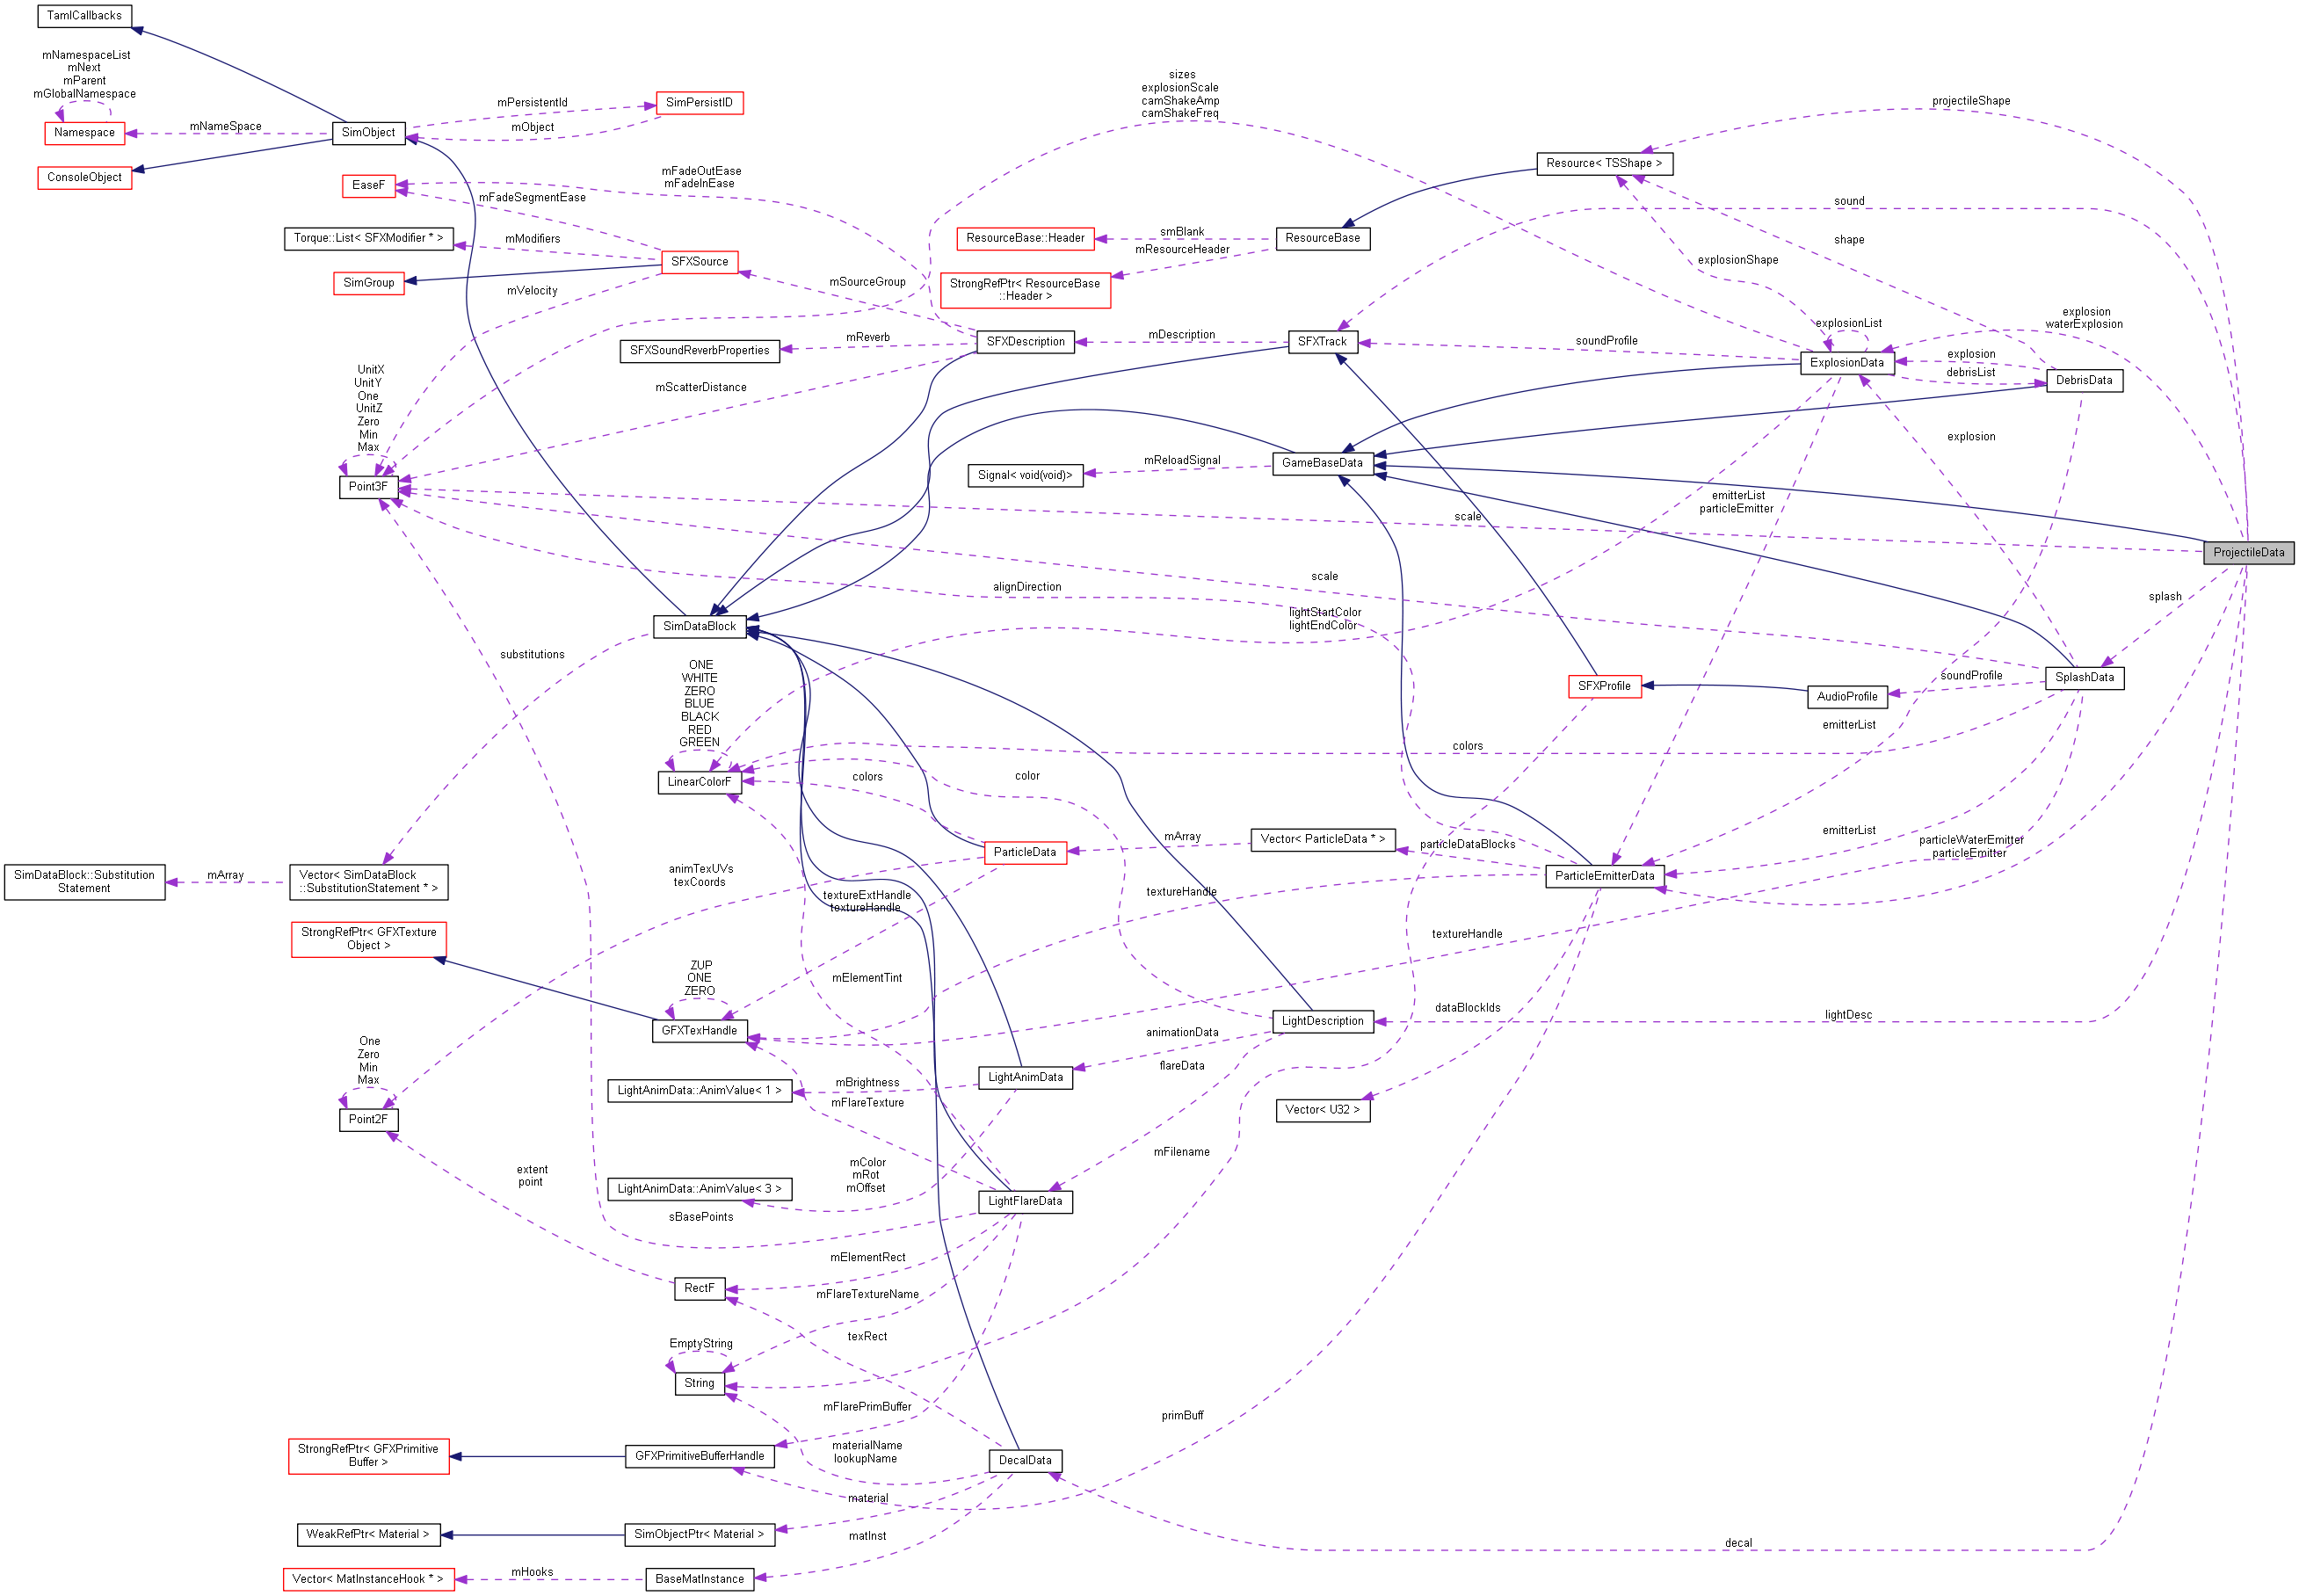 TamlCallbacks
mNamespaceList
mNext
mParent
mGlobalNamespace
Namespace
mNameSpace
SimObject
mPersistentId
SimPersistID
mObject
ConsoleObject
EaseF
mFadeOutEase
mFadeInEase
mFadeSegmentEase
Torque::List< SFXModifier * >
mModifiers
SFXSource
SimGroup
mVelocity
mSourceGroup
sizes
explosionScale
camShakeAmp
camShakeFreq
ResourceBase::Header
smBlank
mResourceHeader
ResourceBase
StrongRefPtr< ResourceBase
::Header >
Resource< TSShape >
projectileShape
sound
shape
explosionShape
SFXSoundReverbProperties
mReverb
SFXDescription
mDescription
SFXTrack
soundProfile
explosionList
ExplosionData
explosion
waterExplosion
explosion
debrisList
DebrisData
mScatterDistance
UnitX
UnitY
One
UnitZ
Zero
Min
Max
Point3F
Signal< void(void)>
mReloadSignal
GameBaseData
explosion
emitterList
particleEmitter
scale
ProjectileData
scale
splash
alignDirection
lightStartColor
lightEndColor
SimDataBlock
substitutions
ONE
WHITE
ZERO
BLUE
BLACK
RED
GREEN
LinearColorF
SFXProfile
AudioProfile
soundProfile
SplashData
emitterList
colors
color
colors
mArray
Vector< ParticleData * >
ParticleData
particleDataBlocks
emitterList
particleWaterEmitter
particleEmitter
ParticleEmitterData
SimDataBlock::Substitution
Statement
mArray
Vector< SimDataBlock
::SubstitutionStatement * >
animTexUVs
texCoords
textureExtHandle
textureHandle
textureHandle
textureHandle
StrongRefPtr< GFXTexture
Object >
ZUP
ONE
ZERO
GFXTexHandle
mElementTint
LightDescription
dataBlockIds
lightDesc
animationData
flareData
One
Zero
Min
Max
Point2F
LightAnimData::AnimValue< 1 >
mBrightness
LightAnimData
mFlareTexture
Vector< U32 >
mFilename
extent
point
LightAnimData::AnimValue< 3 >
mColor
mRot
mOffset
LightFlareData
sBasePoints
mElementRect
RectF
mFlareTextureName
texRect
EmptyString
String
mFlarePrimBuffer
primBuff
StrongRefPtr< GFXPrimitive
Buffer >
GFXPrimitiveBufferHandle
materialName
lookupName
DecalData
material
WeakRefPtr< Material >
SimObjectPtr< Material >
matInst
decal
Vector< MatInstanceHook * >
mHooks
BaseMatInstance